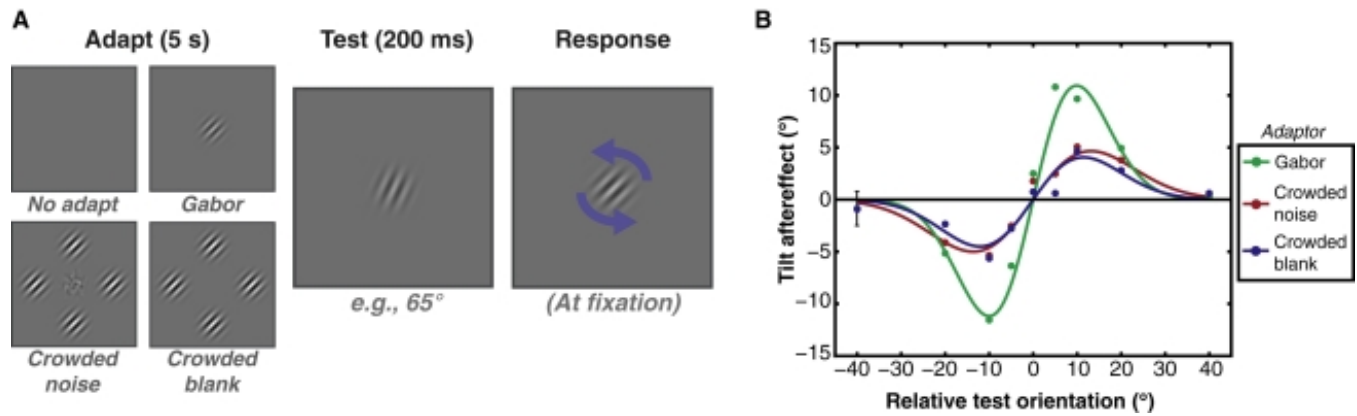 A
Adapt (5 s)
Test (200 ms)
Response
No adapt
Gabor
Crowded
noise
Crowded
blank
e.g., 65°
(At fixation)
B
Tilt aftereffect (°)
15
10
5
0
−5
−10
−15
−40 −30 −20 −10 0 10 20 30 40
Relative test orientation (°)
Adaptor
Gabor
Crowded
noise
Crowded
blank